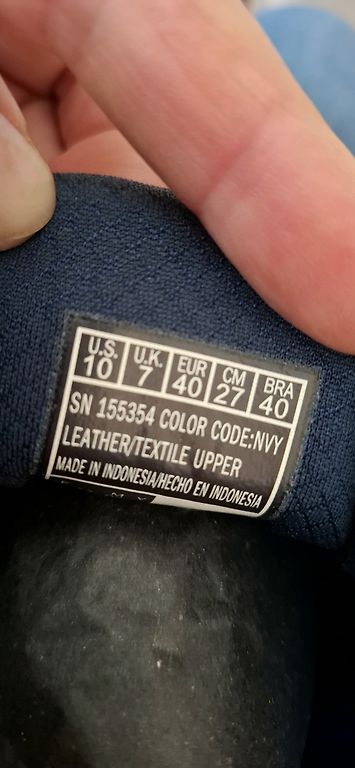 U.S. U.K. EUR CM BRA
10 7 40 27 40
SN 155354 COLOR CODE:NVY
LEATHER/TEXTILE UPPER
MADE IN INDONESIA/HECHO EN INDONESIA